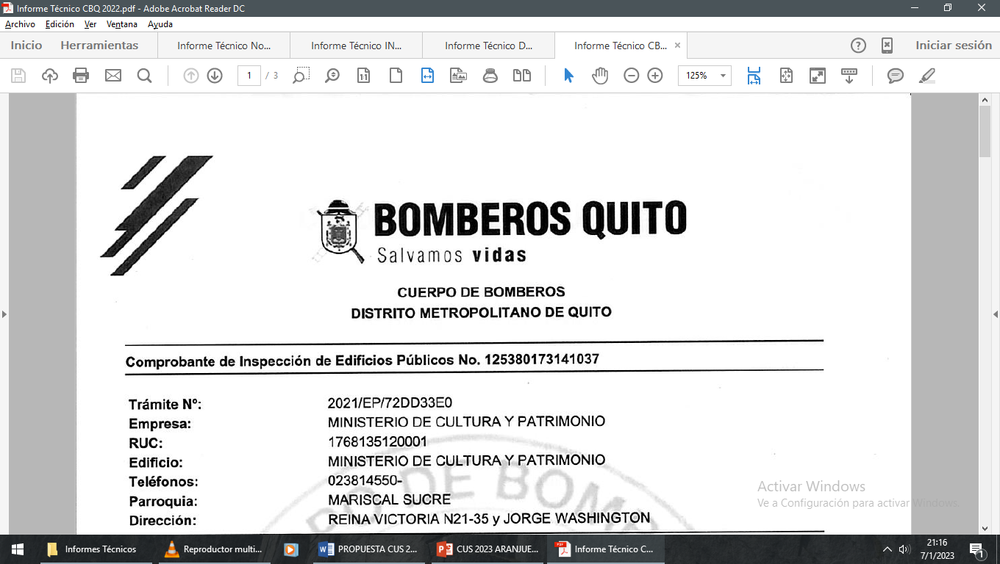 Informe Técnico CBQ 2022.pdf - Adobe Acrobat Reader DC
Archivo Edición Ver Ventana Ayuda
Inicio Herramientas Informe Técnico No... Informe Técnico IN... Informe Técnico D... Informe Técnico CB... × Iniciar sesión
1 / 3 125%
BOMBEROS QUITO
Salvamos vidas
CUERPO DE BOMBEROS
DISTRITO METROPOLITANO DE QUITO
Comprobante de Inspección de Edificios Públicos No. 125380173141037
Trámite Nº: 2021/EP/72DD33E0
Empresa: MINISTERIO DE CULTURA Y PATRIMONIO
RUC: 1768135120001
Edificio: MINISTERIO DE CULTURA Y PATRIMONIO
Teléfonos: 023814550-
Parroquia: MARISCAL SUCRE
Dirección: REINA VICTORIA N21-35 y JORGE WASHINGTON
DE BOM
Activar Windows
Ve a Configuración para activar Windows.
Informes Técnicos Reproductor multi... PROPUESTA CUS 2... CUS 2023 ARANJUE... Informe Técnico C...
21:16
7/1/2023
1